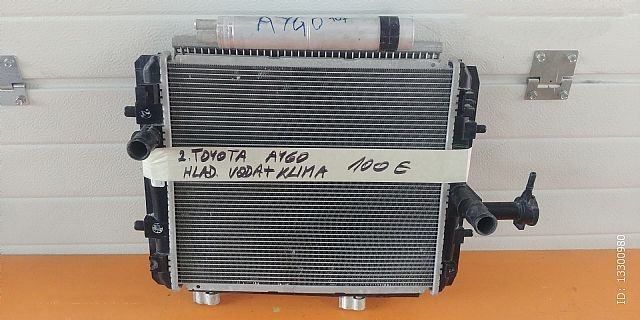 AYGO
2. TOYOTA AYGO
HLAD. VODA+KLIMA 100 €
ID: 13300980